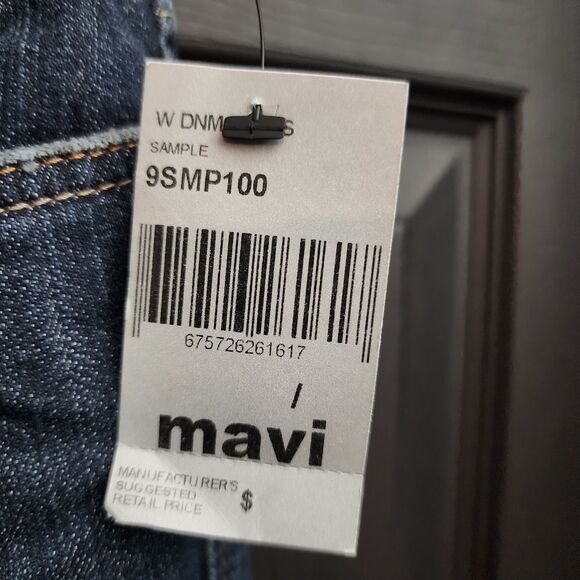 W DNM S
SAMPLE
9SMP100
675726261617
/
mavi
MANUFACTURER'S
SUGGESTED
RETAIL PRICE $